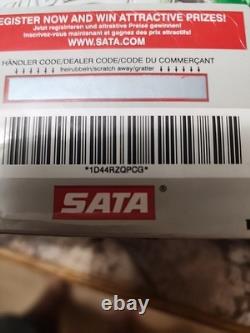 EGISTER NOW AND WIN ATTRACTIVE PRIZES!
Jetzt registrieren und attraktive Preise gewinnen!
Inscrivez-vous maintenant et gagnez des prix attractifs!
WWW.SATA.COM
HÄNDLER CODE/DEALER CODE/CODE DU COMMERÇANT
freirubbeln/scratch away/gratter
*1D44RZQPCG*
SATA®